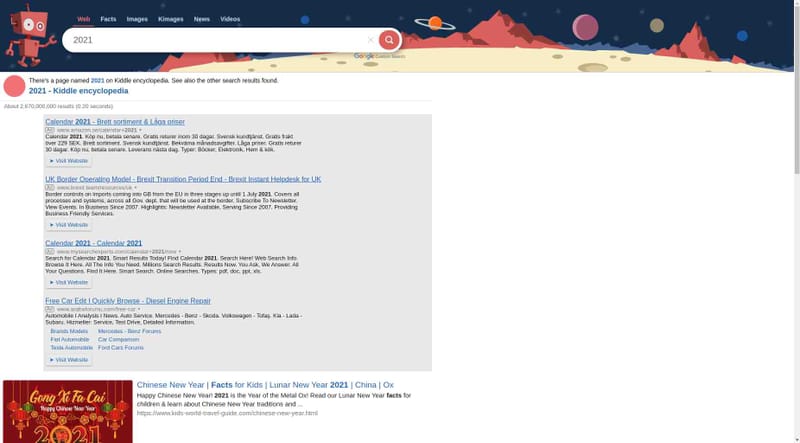 Web Facts Images Kimages News Videos
2021
Google Custom Search
There's a page named 2021 on Kiddle encyclopedia. See also the other search results found.
2021 - Kiddle encyclopedia
About 2,670,000,000 results (0.20 seconds)
Calendar 2021 - Brett sortiment & Låga priser
Ad www.amazon.se/calendar+2021
Calendar 2021. Köp nu, betala senare. Gratis returer inom 30 dagar. Svensk kundtjänst. Gratis frakt
över 229 SEK. Brett sortiment. Svensk kundtjänst. Bekväma månadsavgifter. Låga priser. Gratis returer
30 dagar. Köp nu, betala senare. Leverans nästa dag. Typer: Böcker, Elektronik, Hem & kök.
► Visit Website
UK Border Operating Model - Brexit Transition Period End - Brexit Instant Helpdesk for UK
Ad www.brexit.team/resources/uk
Border controls on imports coming into GB from the EU in three stages up until 1 July 2021. Covers all
processes and systems, across all Gov. dept. that will be used at the border. Subscribe To Newsletter.
View Events. In Business Since 2007. Highlights: Newsletter Available, Serving Since 2007, Providing
Business Friendly Services.
► Visit Website
Calendar 2021 - Calendar 2021
Ad www.mysearchexperts.com/calendar+2021/now
Search for Calendar 2021. Smart Results Today! Find Calendar 2021. Search Here! Web Search Info.
Browse It Here. All The Info You Need. Millions Search Results. Results Now. You Ask, We Answer. All
Your Questions. Find It Here. Smart Search. Online Searches. Types: pdf, doc, ppt, xls.
► Visit Website
Free Car Edit I Quickly Browse - Diesel Engine Repair
Automobile I Analysis I News. Auto Service. Mercedes - Benz - Skoda. Volkswagen - Tofaş. Kia - Lada -
Subaru. Hizmetler: Service, Test Drive, Detailed Information.
Brands Models Mercedes - Benz Forums
Fiat Automobile Car Comparison
Tesla Automobile Ford Cars Forums
► Visit Website
Gong Xi Fa Cai
Happy Chinese New Year
2021
Chinese New Year | Facts for Kids | Lunar New Year 2021 | China | Ox
Happy Chinese New Year! 2021 is the Year of the Metal Ox! Read our Lunar New Year facts for
children & learn about Chinese New Year traditions and ...
https://www.kids-world-travel-guide.com/chinese-new-year.html